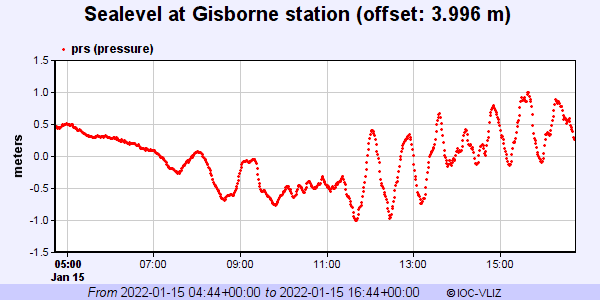 Sealevel at Gisborne station (offset: 3.996 m)
prs (pressure)
meters
1.5
1.0
0.5
0.0
-0.5
-1.0
-1.5
05:00 07:00 09:00 11:00 13:00 15:00
Jan 15
From 2022-01-15 04:44+00:00 to 2022-01-15 16:44+00:00 © IOC-VLIZ